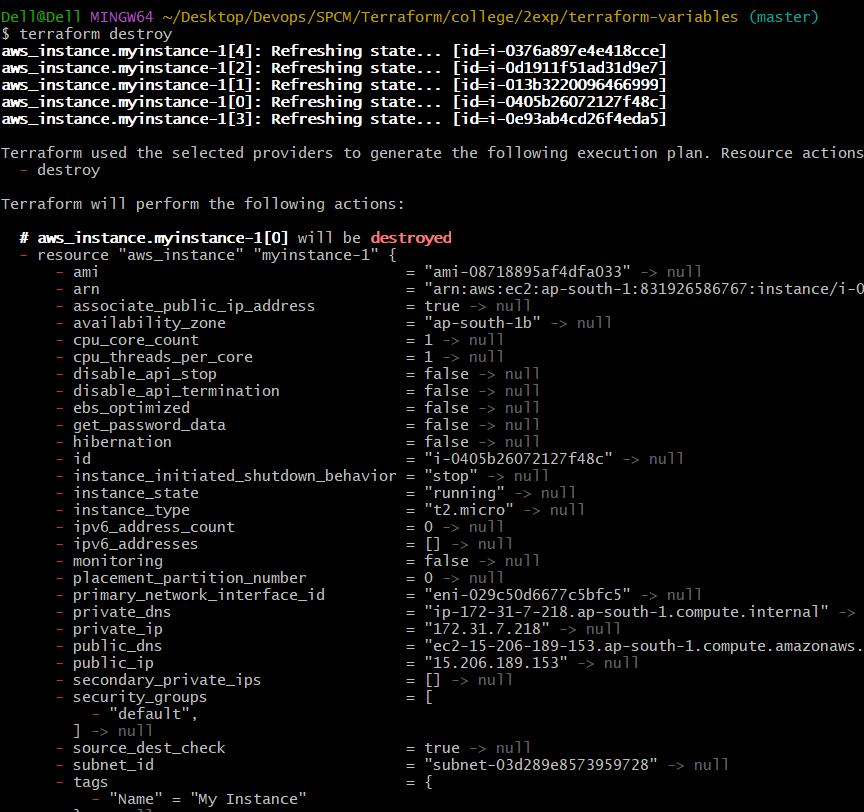 Dell@Dell MINGW64 ~/Desktop/Devops/SPCM/Terraform/college/2exp/terraform-variables (master)
$ terraform destroy
aws_instance.myinstance-1[4]: Refreshing state... [id=i-0376a897e4e418cce]
aws_instance.myinstance-1[2]: Refreshing state... [id=i-0d1911f51ad31d9e7]
aws_instance.myinstance-1[1]: Refreshing state... [id=i-013b3220096466999]
aws_instance.myinstance-1[0]: Refreshing state... [id=i-0405b26072127f48c]
aws_instance.myinstance-1[3]: Refreshing state... [id=i-0e93ab4cd26f4eda5]
Terraform used the selected providers to generate the following execution plan. Resource actions
- destroy
Terraform will perform the following actions:
# aws_instance.myinstance-1[0] will be destroyed
- resource "aws_instance" "myinstance-1" {
- ami = "ami-08718895af4dfa033" -> null
- arn = "arn:aws:ec2:ap-south-1:831926586767:instance/i-0
- associate_public_ip_address = true -> null
- availability_zone = "ap-south-1b" -> null
- cpu_core_count = 1 -> null
- cpu_threads_per_core = 1 -> null
- disable_api_stop = false -> null
- disable_api_termination = false -> null
- ebs_optimized = false -> null
- get_password_data = false -> null
- hibernation = false -> null
- id = "i-0405b26072127f48c" -> null
- instance_initiated_shutdown_behavior = "stop" -> null
- instance_state = "running" -> null
- instance_type = "t2.micro" -> null
- ipv6_address_count = 0 -> null
- ipv6_addresses = [] -> null
- monitoring = false -> null
- placement_partition_number = 0 -> null
- primary_network_interface_id = "eni-029c50d6677c5bfc5" -> null
- private_dns = "ip-172-31-7-218.ap-south-1.compute.internal" ->
- private_ip = "172.31.7.218" -> null
- public_dns = "ec2-15-206-189-153.ap-south-1.compute.amazonaws.
- public_ip = "15.206.189.153" -> null
- secondary_private_ips = [] -> null
- security_groups = [
- "default",
] -> null
- source_dest_check = true -> null
- subnet_id = "subnet-03d289e8573959728" -> null
- tags = {
- "Name" = "My Instance"